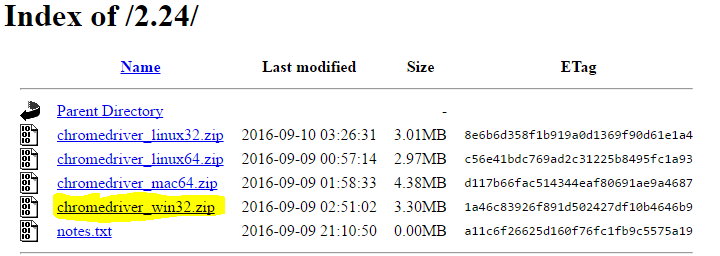 Index of /2.24/
Name Last modified Size ETag
Parent Directory -
chromedriver_linux32.zip 2016-09-10 03:26:31 3.01MB 8e6b6d358f1b919a0d1369f90d61e1a4
chromedriver_linux64.zip 2016-09-09 00:57:14 2.97MB c56e41bdc769ad2c31225b8495fc1a93
chromedriver_mac64.zip 2016-09-09 01:58:33 4.38MB d117b66fac514344eaf80691ae9a4687
chromedriver_win32.zip 2016-09-09 02:51:02 3.30MB 1a46c83926f891d502427df10b4646b9
notes.txt 2016-09-09 21:10:50 0.00MB a11c6f26625d160f76fc1fb9c5575a19